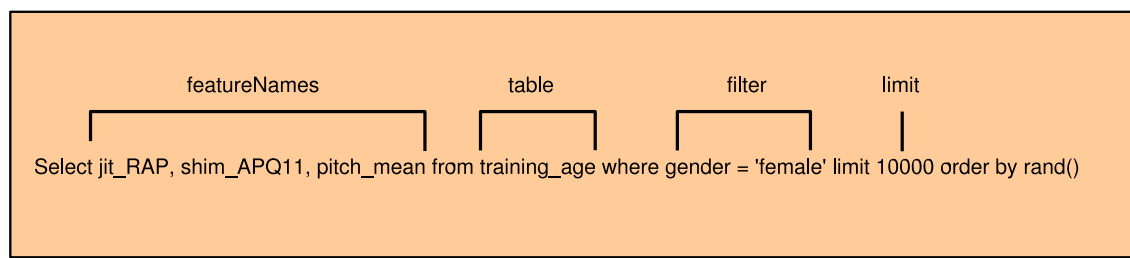 featureNames table filter limit
Select jit_RAP, shim_APQ11, pitch_mean from training_age where gender = 'female' limit 10000 order by rand()